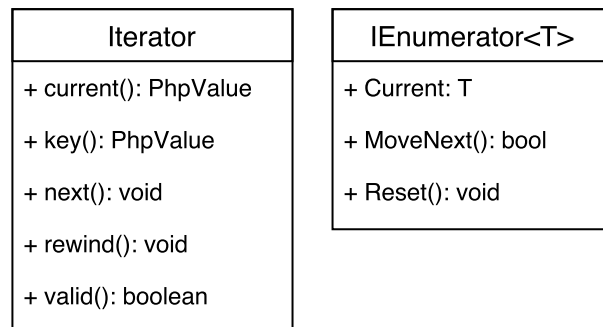 Iterator
+ current(): PhpValue
+ key(): PhpValue
+ next(): void
+ rewind(): void
+ valid(): boolean
IEnumerator<T>
+ Current: T
+ MoveNext(): bool
+ Reset(): void